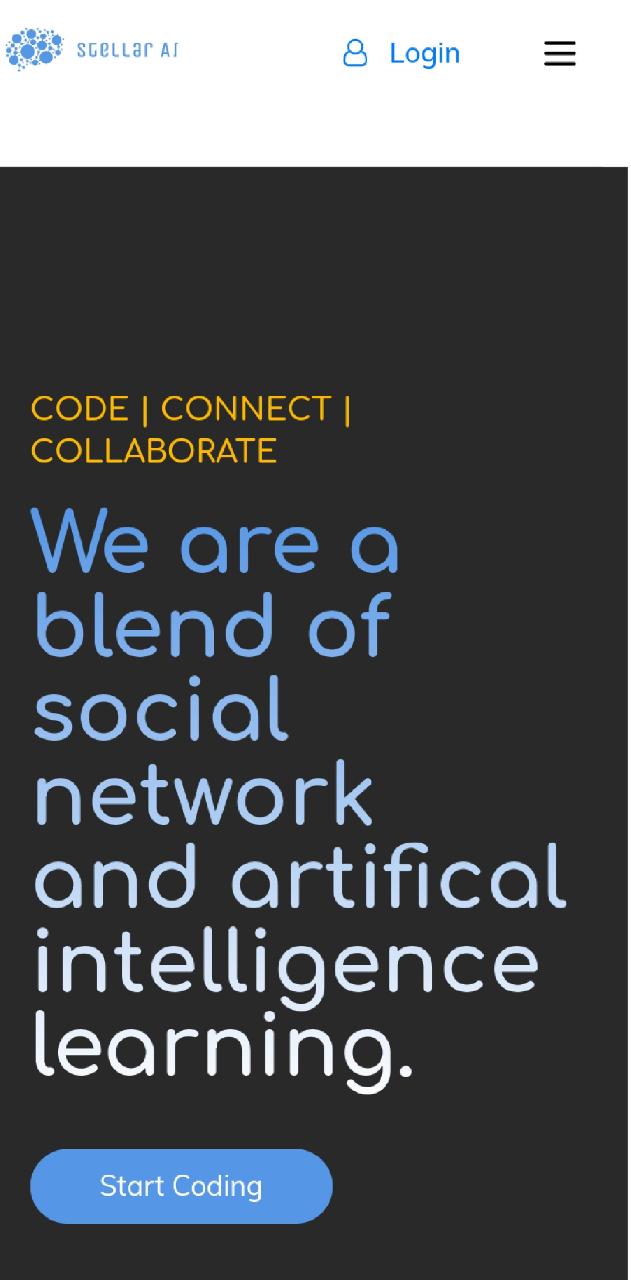 Stellar AI
Login
CODE | CONNECT |
COLLABORATE
We are a
blend of
social
network
and artifical
intelligence
learning.
Start Coding